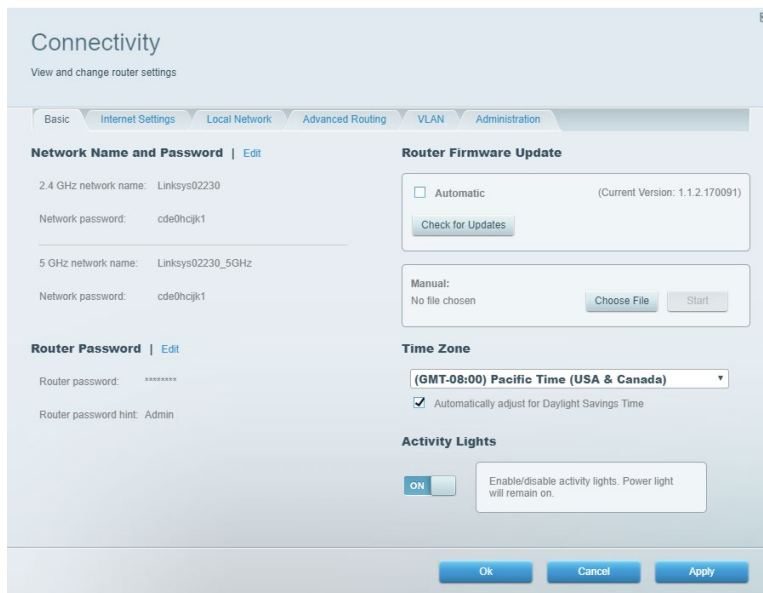 Connectivity
View and change router settings
Basic Internet Settings Local Network Advanced Routing VLAN Administration
Network Name and Password | Edit
2.4 GHz network name: Linksys02230
Network password: cde0hcijk1
5 GHz network name: Linksys02230_5GHz
Network password: cde0hcijk1
Router Password | Edit
Router password: ********
Router password hint: Admin
Router Firmware Update
Automatic (Current Version: 1.1.2.170091)
Check for Updates
Manual:
No file chosen Choose File Start
Time Zone
(GMT-08:00) Pacific Time (USA & Canada)
Automatically adjust for Daylight Savings Time
Activity Lights
ON
Enable/disable activity lights. Power light
will remain on.
Ok Cancel Apply